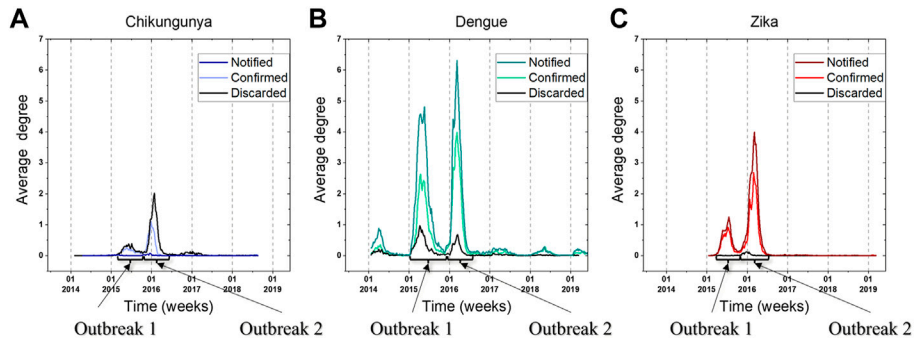 A
Chikungunya
Average degree
7
6
5
4
3
2
1
0
Notified
Confirmed
Discarded
01 01 01 01 01 01
2014 2015 2016 2017 2018 2019
Time (weeks)
Outbreak 1
Outbreak 2
B
Dengue
Average degree
7
6
5
4
3
2
1
0
Notified
Confirmed
Discarded
01 01 01 01 01 01
2014 2015 2016 2017 2018 2019
Time (weeks)
Outbreak 1
Outbreak 2
C
Zika
Average degree
7
6
5
4
3
2
1
0
Notified
Confirmed
Discarded
01 01 01 01 01 01
2014 2015 2016 2017 2018 2019
Time (weeks)
Outbreak 1
Outbreak 2